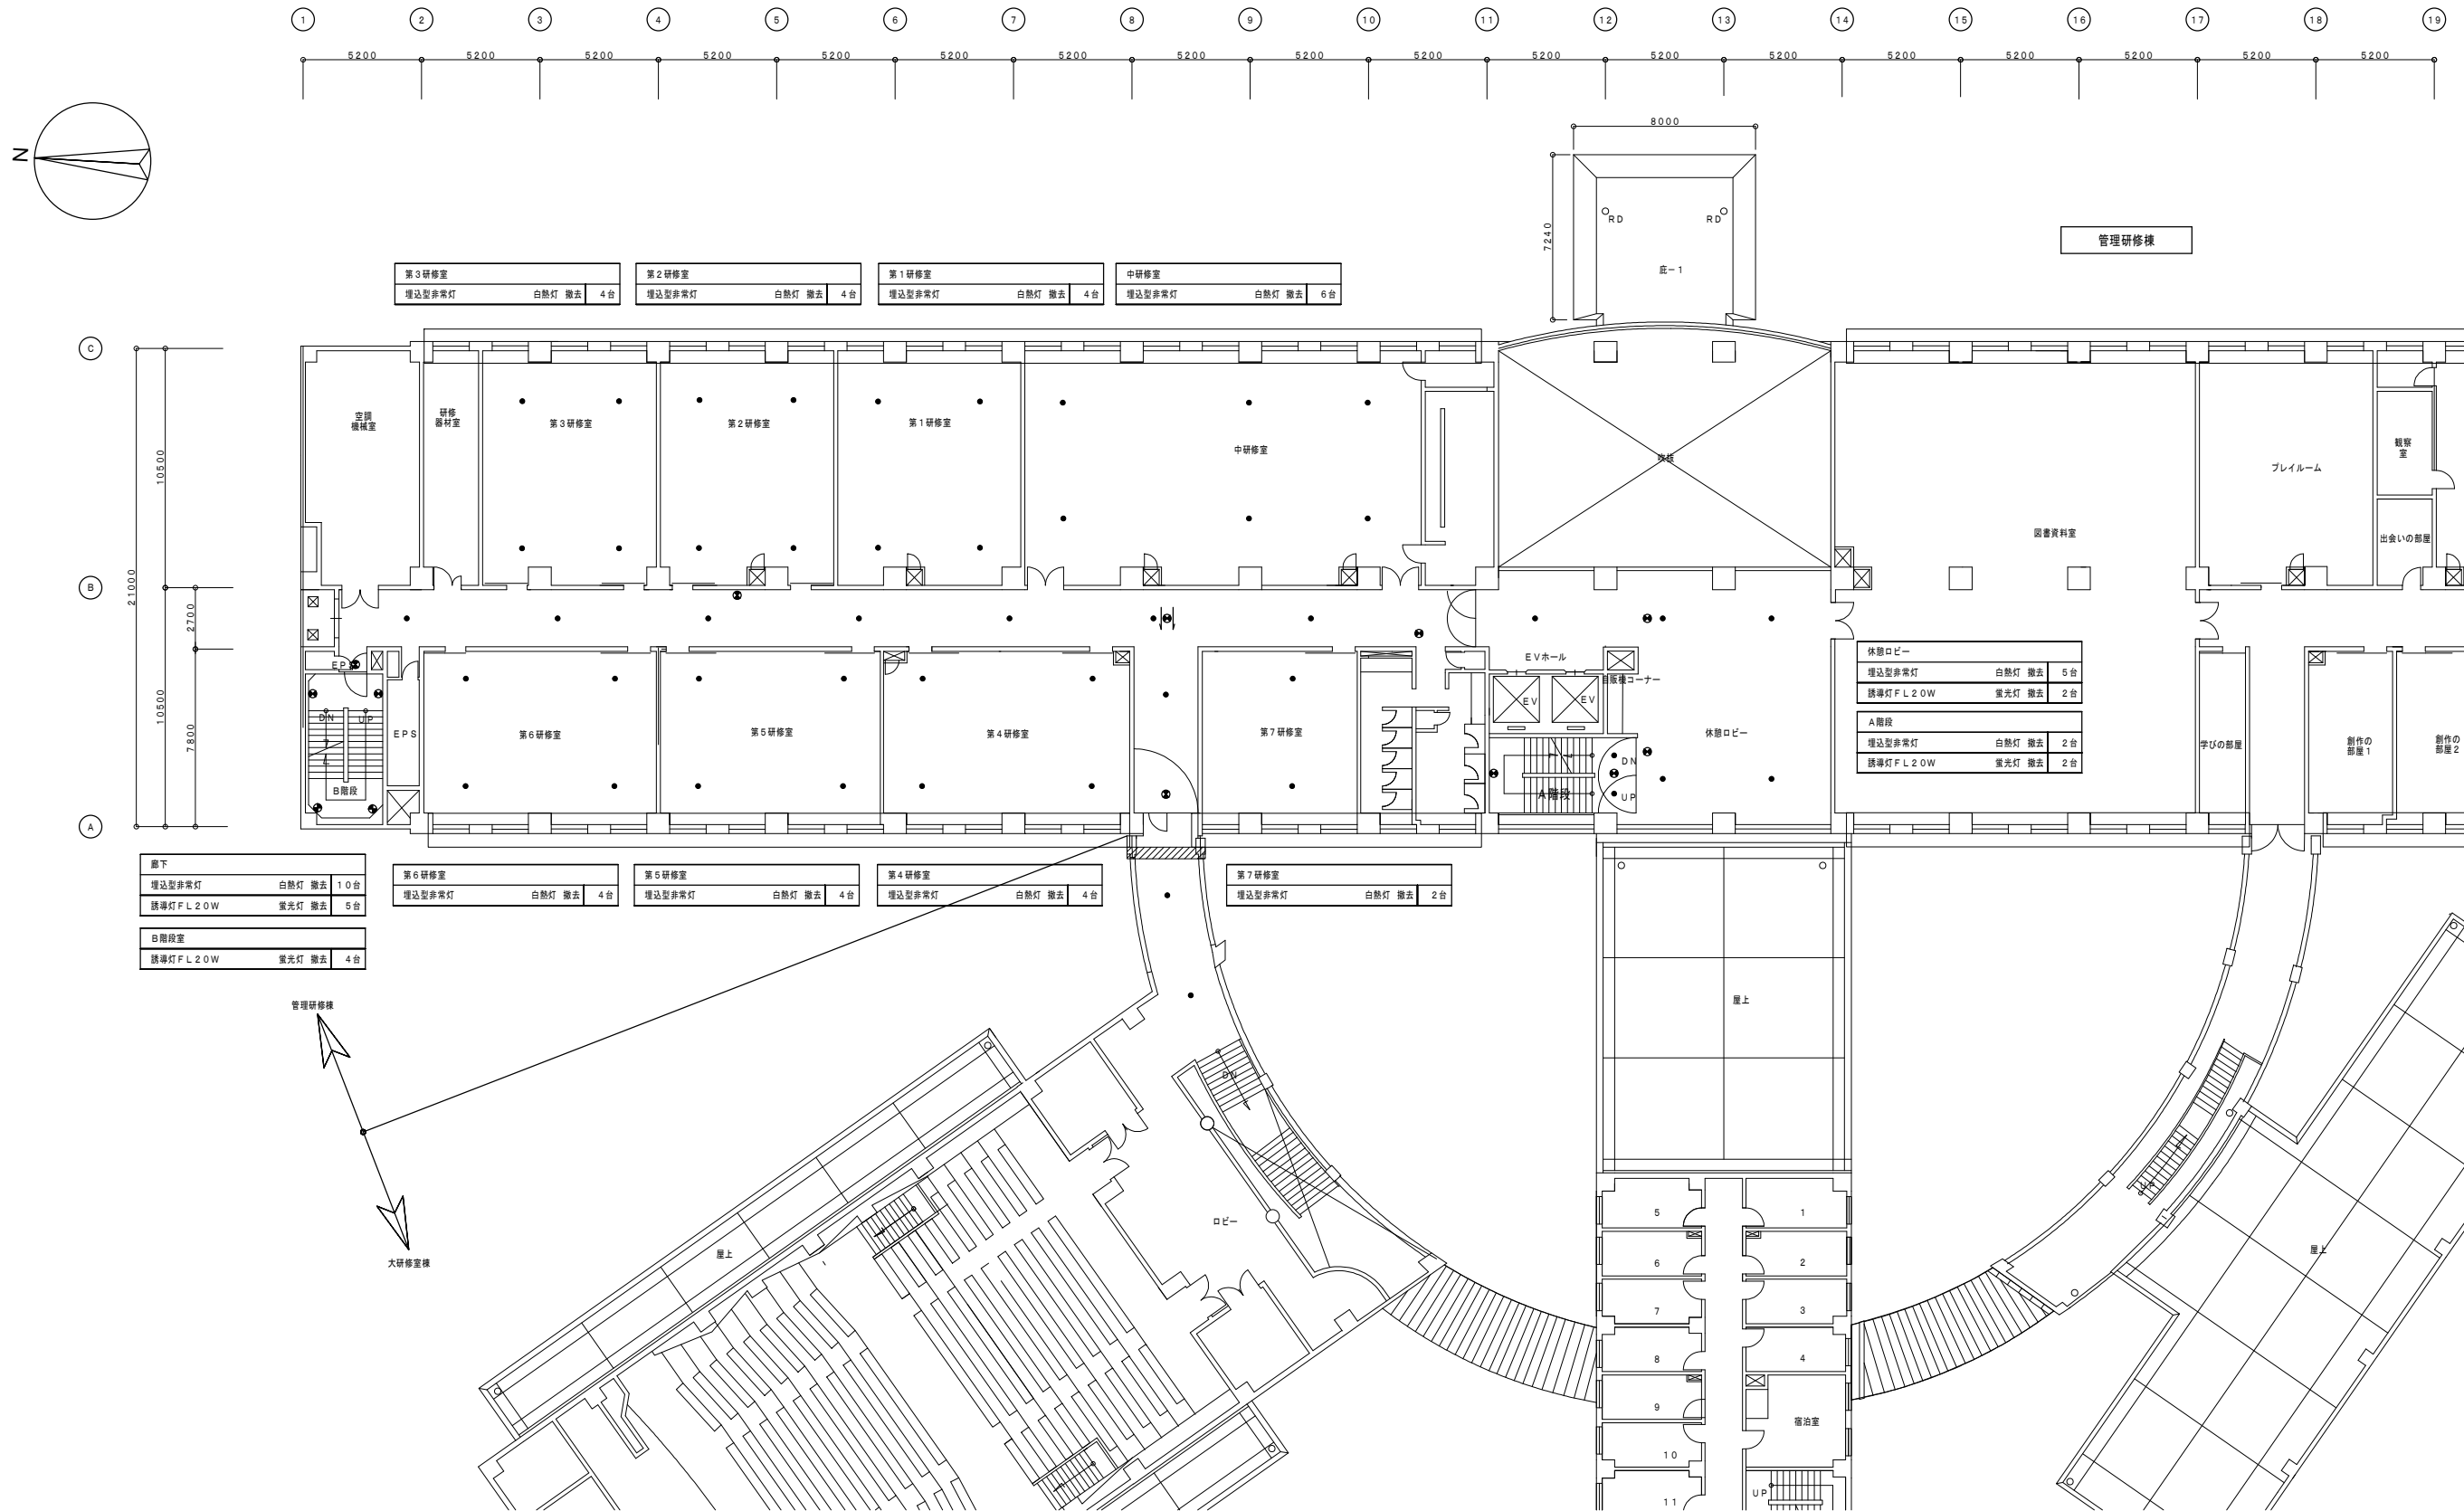 1 2 3 4 5 6 7 8 9 10 11 12 13 14 15 16 17 18 19
5200 5200 5200 5200 5200 5200 5200 5200 5200 5200 5200 5200 5200 5200 5200 5200 5200 5200
N
8000
7240
RD RD
庇－1
管理研修棟
第3研修室
埋込型非常灯 白熱灯 撤去 4台
第2研修室
埋込型非常灯 白熱灯 撤去 4台
第1研修室
埋込型非常灯 白熱灯 撤去 4台
中研修室
埋込型非常灯 白熱灯 撤去 6台
C
B
A
21000
10500
10500
2700
7800
空調
機械室
研修
器材室
第3研修室
第2研修室
第1研修室
中研修室
吹抜
図書資料室
プレイルーム
観察
室
出会いの部屋
EPS
DN UP
B階段
EPS
第6研修室
第5研修室
第4研修室
第7研修室
EVホール
EV EV
自販機コーナー
休憩ロビー
A階段
DN
UP
休憩ロビー
埋込型非常灯 白熱灯 撤去 5台
誘導灯FL20W 蛍光灯 撤去 2台
A階段
埋込型非常灯 白熱灯 撤去 2台
誘導灯FL20W 蛍光灯 撤去 2台
学びの部屋
創作の
部屋1
創作の
部屋2
廊下
埋込型非常灯 白熱灯 撤去 10台
誘導灯FL20W 蛍光灯 撤去 5台
B階段室
誘導灯FL20W 蛍光灯 撤去 4台
第6研修室
埋込型非常灯 白熱灯 撤去 4台
第5研修室
埋込型非常灯 白熱灯 撤去 4台
第4研修室
埋込型非常灯 白熱灯 撤去 4台
第7研修室
埋込型非常灯 白熱灯 撤去 2台
管理研修棟
大研修室棟
屋上
ロビー
DN
屋上
UP
屋上
5 1
6 2
7 3
8 4
9
宿泊室
10
11
UP